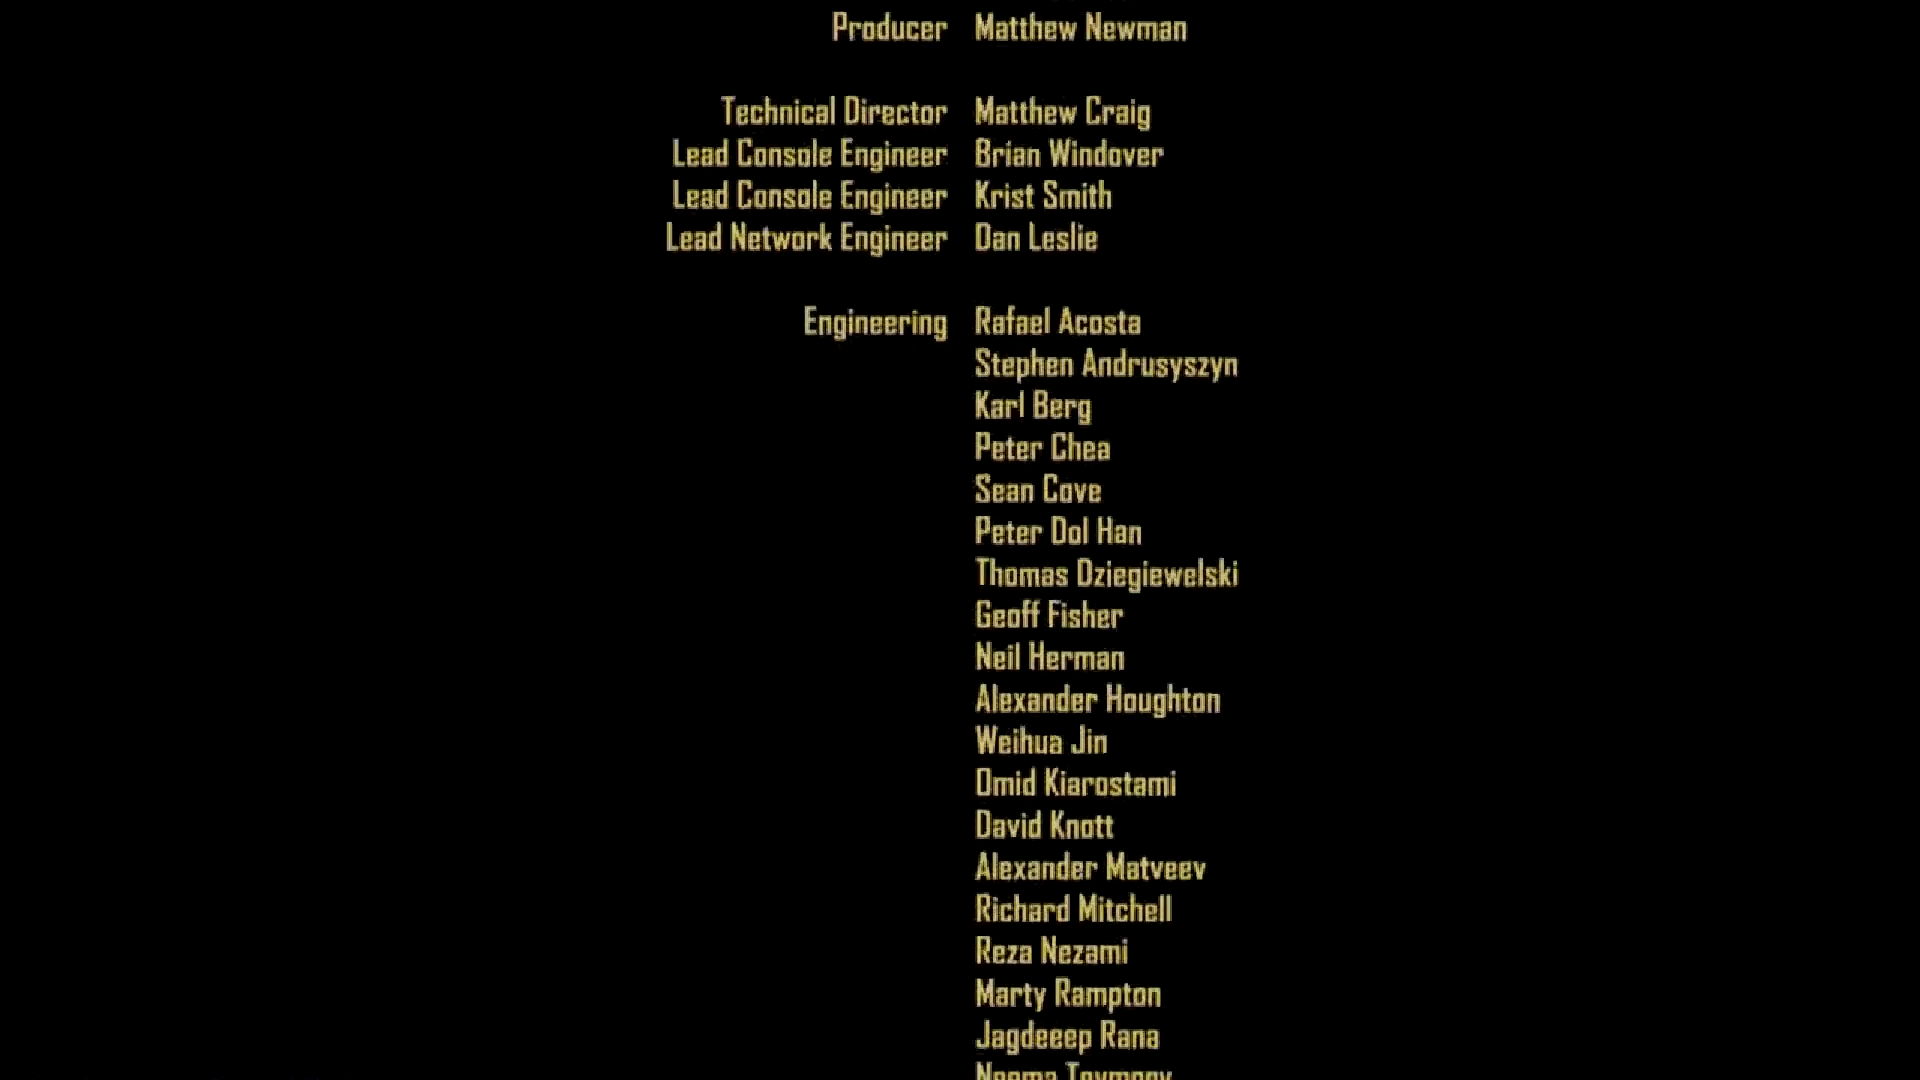 Producer Matthew Newman
Technical Director Matthew Craig
Lead Console Engineer Brian Windover
Lead Console Engineer Krist Smith
Lead Network Engineer Dan Leslie
Engineering Rafael Acosta
Stephen Andrusyszyn
Karl Berg
Peter Chea
Sean Cove
Peter Dol Han
Thomas Dziegiewelski
Geoff Fisher
Neil Herman
Alexander Houghton
Weihua Jin
Omid Kiarostami
David Knott
Alexander Matveev
Richard Mitchell
Reza Nezami
Marty Rampton
Jagdeeep Rana